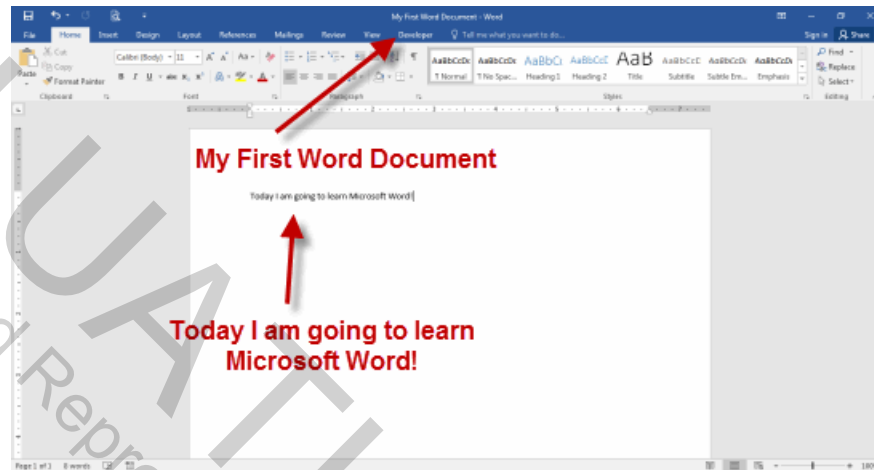 My First Word Document - Word
File Home Insert Design Layout References Mailings Review View Developer Tell me what you want to do... Sign in Share
Cut
Copy
Paste Format Painter
Calibri (Body) 11
Clipboard Font Paragraph Styles Editing
AaBbCcDc AaBbCcDc AaBbCc AaBbCcD AaB AaBbCcD AaBbCcDc AaBbCcDc
¶ Normal ¶ No Spac... Heading 1 Heading 2 Title Subtitle Subtle Em... Emphasis
Find
Replace
Select
My First Word Document
Today I am going to learn Microsoft Word!
Today I am going to learn
Microsoft Word!
Page 1 of 1 8 words
UATI
Repro